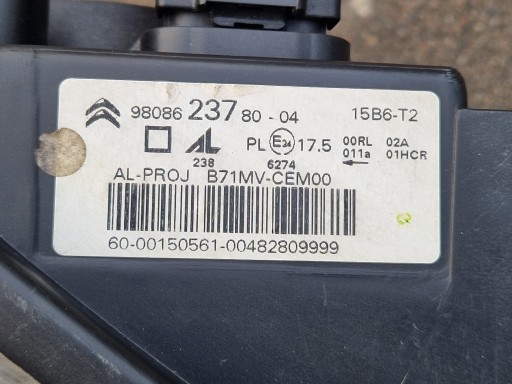 98086 237 80 - 04 15B6-T2
AL PL E24 17.5 00RL 02A
238 6274 011a 01HCR
AL-PROJ B71MV-CEM00
60-00150561-00482809999